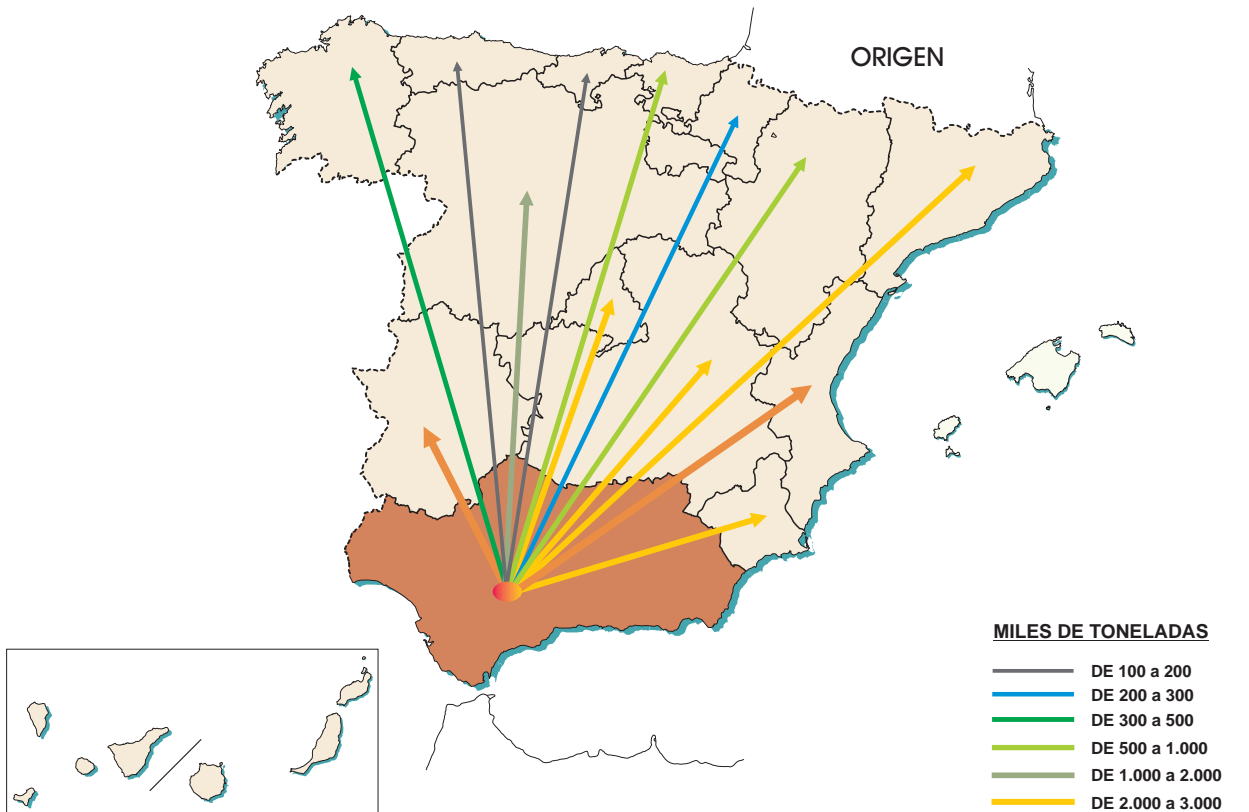 ORIGEN
MILES DE TONELADAS
DE 100 a 200
DE 200 a 300
DE 300 a 500
DE 500 a 1.000
DE 1.000 a 2.000
DE 2.000 a 3.000